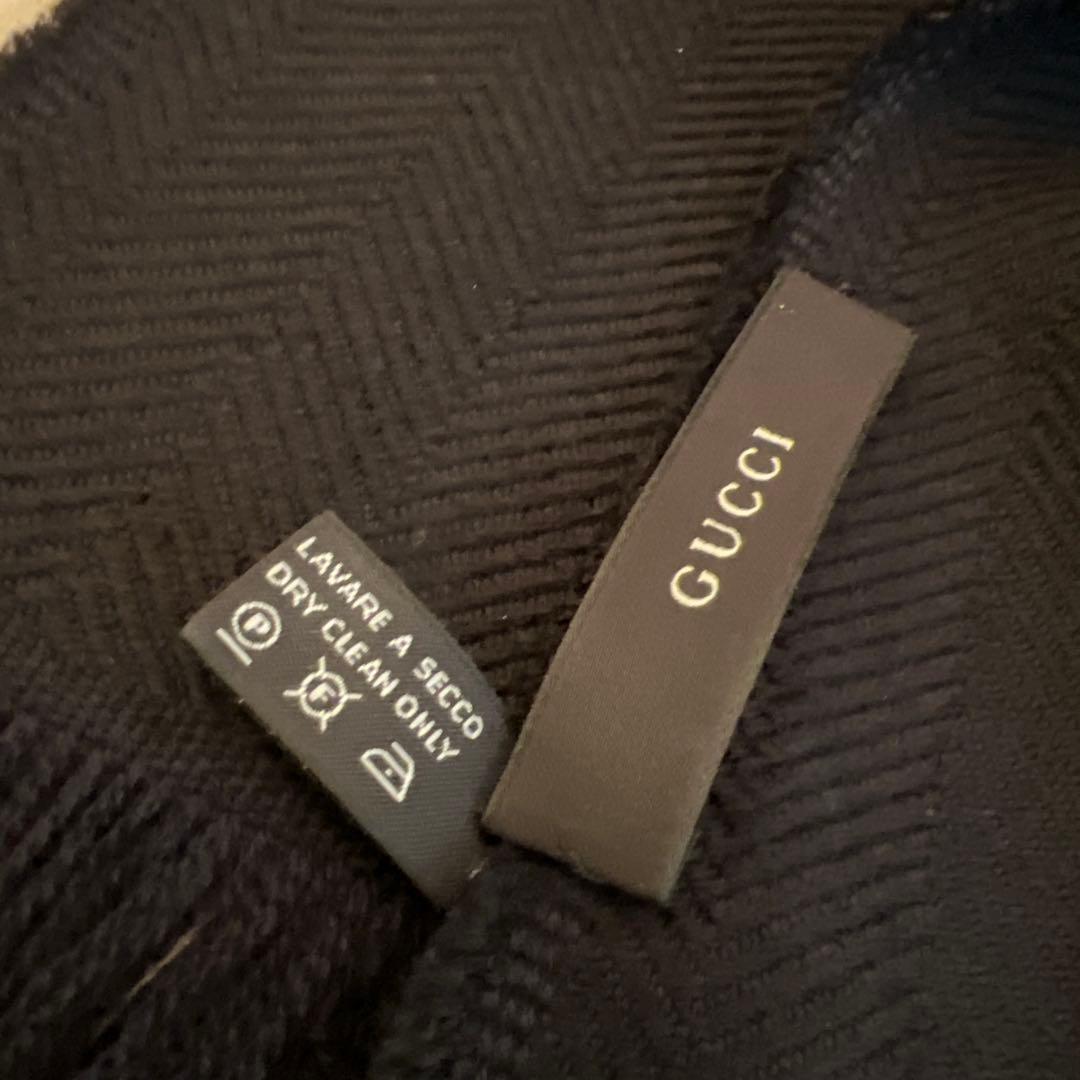 GUCCI
LAVARE A SECCO
DRY CLEAN ONLY
P F